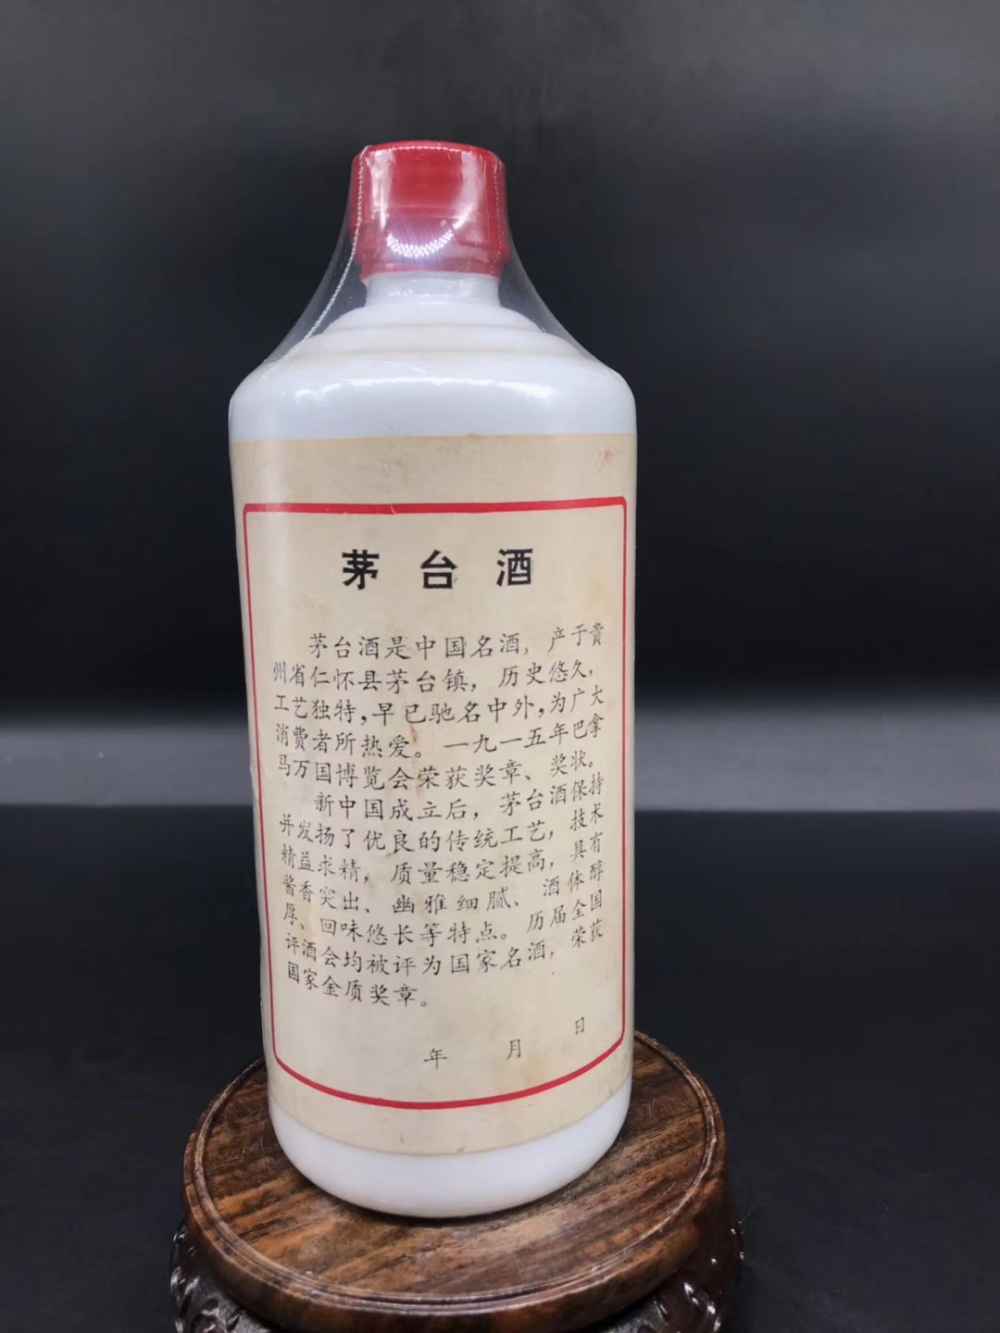 茅台酒
茅台酒是中国名酒，产于贵
州省仁怀县茅台镇，历史悠久，
工艺独特，早已驰名中外，为广大
消费者所热爱。一九一五年巴拿
马万国博览会荣获奖章、奖状。
新中国成立后，茅台酒保持
并发扬了优良的传统工艺，技术
精益求精，质量稳定提高，具有
酱香突出、幽雅细腻、酒体醇
厚、回味悠长等特点。历届全国
评酒会均被评为国家名酒，荣获
国家金质奖章。
年 月 日